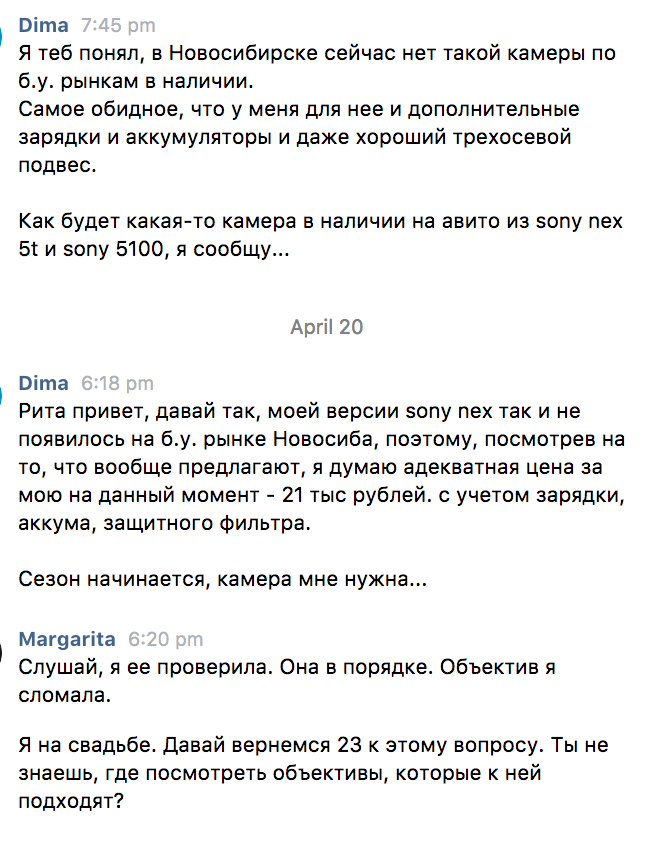 Dima 7:45 pm
Я теб понял, в Новосибирске сейчас нет такой камеры по
б.у. рынкам в наличии.
Самое обидное, что у меня для нее и дополнительные
зарядки и аккумуляторы и даже хороший трехосевой
подвес.
Как будет какая-то камера в наличии на авито из sony nex
5t и sony 5100, я сообщу...
April 20
Dima 6:18 pm
Рита привет, давай так, моей версии sony nex так и не
появилось на б.у. рынке Новосиба, поэтому, посмотрев на
то, что вообще предлагают, я думаю адекватная цена за
мою на данный момент - 21 тыс рублей. с учетом зарядки,
аккума, защитного фильтра.
Сезон начинается, камера мне нужна...
Margarita 6:20 pm
Слушай, я ее проверила. Она в порядке. Объектив я
сломала.
Я на свадьбе. Давай вернемся 23 к этому вопросу. Ты не
знаешь, где посмотреть объективы, которые к ней
подходят?